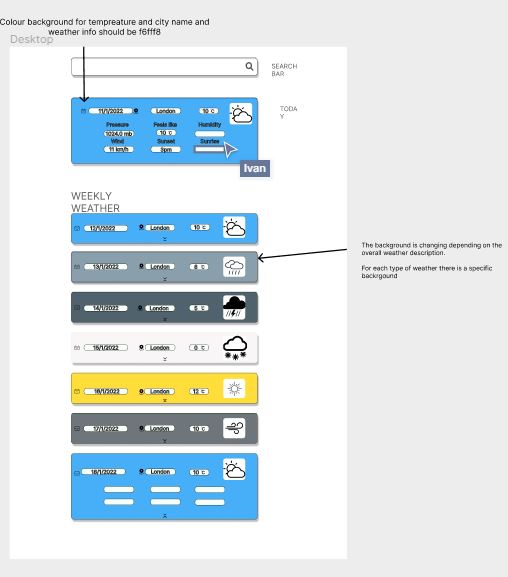 Colour background for tempreature and city name and
weather info should be f6fff8
Desktop
SEARCH
BAR
11/1/2022 London 10 C
TODA
Y
Pressure Feels like Humidity
1024.0 mb 10 C
Wind Sunset Sunrise
11 km/h 3pm
Ivan
WEEKLY
WEATHER
12/1/2022 London 10 C
The background is changing depending on the
overall weather description.
For each type of weather there is a specific
backrgound
13/1/2022 London 8 C
14/1/2022 London 5 C
15/1/2022 London 0 C
16/1/2022 London 12 C
17/1/2022 London 10 C
18/1/2022 London 10 C